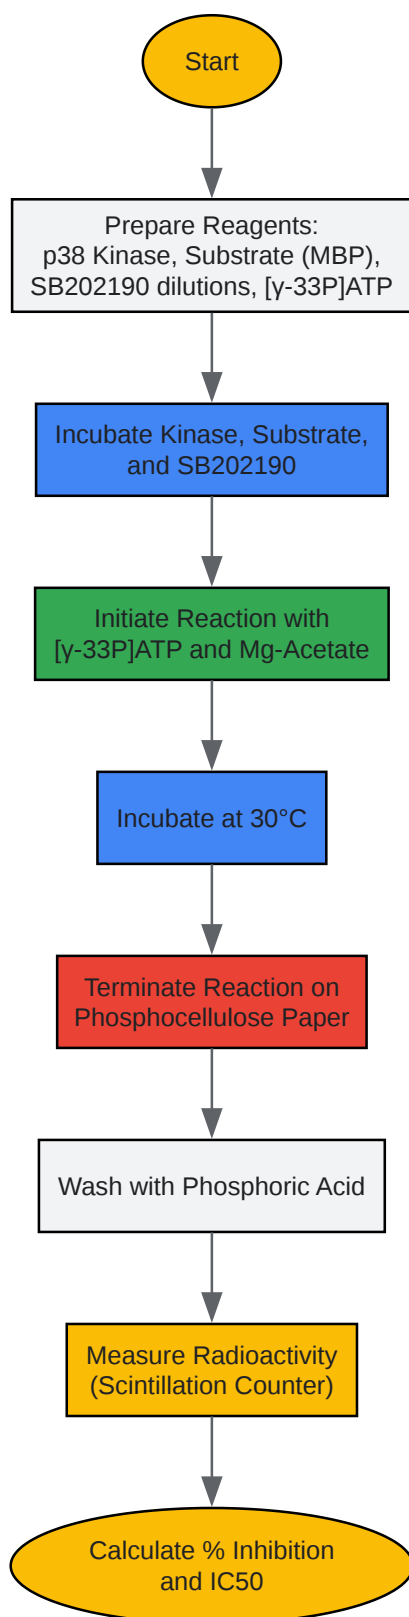 Start
Prepare Reagents:
p38 Kinase, Substrate (MBP),
SB202190 dilutions, [γ-33P]ATP
Incubate Kinase, Substrate,
and SB202190
Initiate Reaction with
[γ-33P]ATP and Mg-Acetate
Incubate at 30°C
Terminate Reaction on
Phosphocellulose Paper
Wash with Phosphoric Acid
Measure Radioactivity
(Scintillation Counter)
Calculate % Inhibition
and IC50